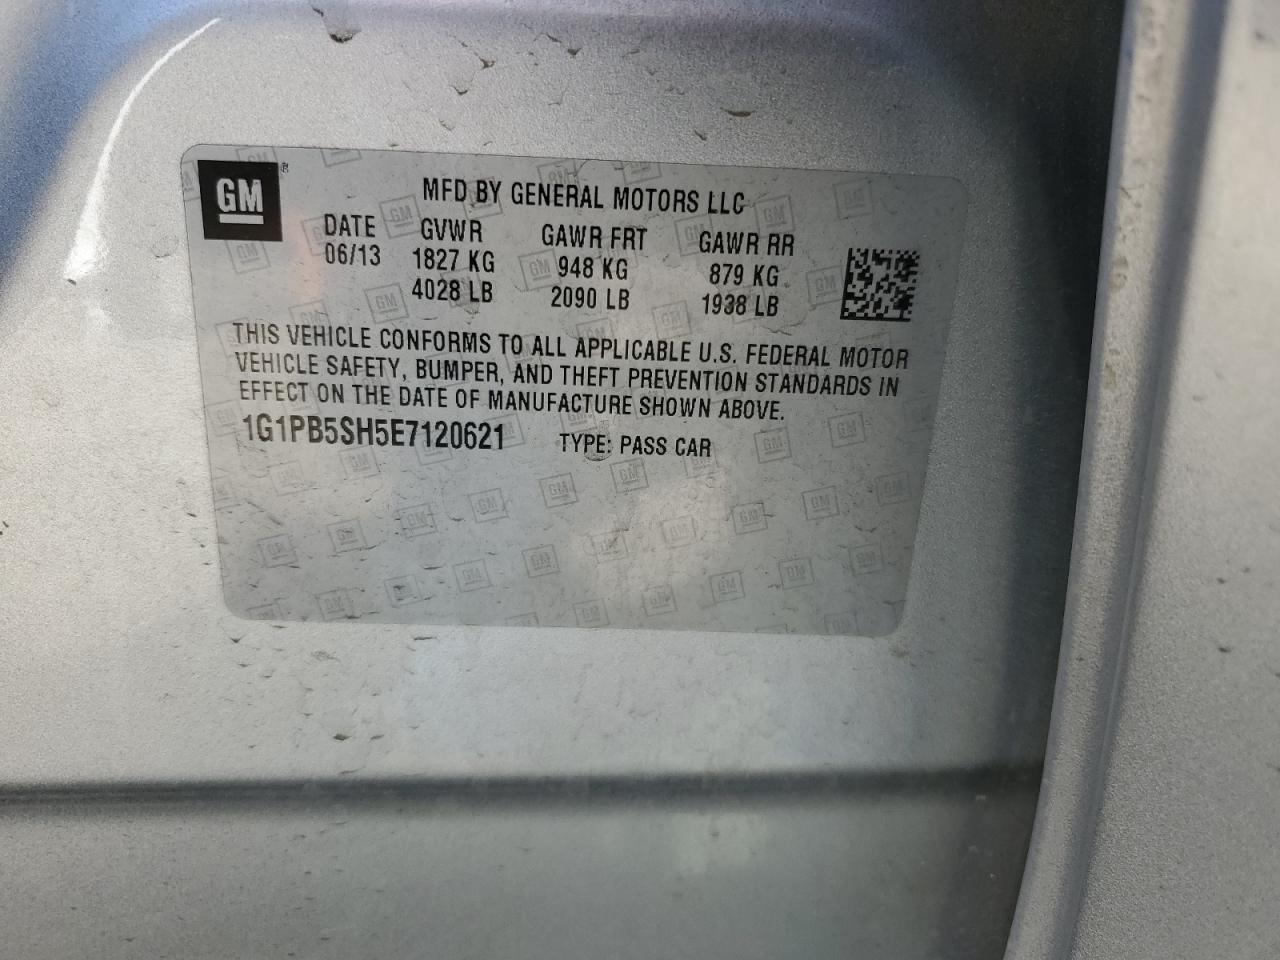 GM ®
MFD BY GENERAL MOTORS LLC
DATE GVWR GAWR FRT GAWR RR
06/13 1827 KG 948 KG 879 KG
4028 LB 2090 LB 1938 LB
THIS VEHICLE CONFORMS TO ALL APPLICABLE U.S. FEDERAL MOTOR
VEHICLE SAFETY, BUMPER, AND THEFT PREVENTION STANDARDS IN
EFFECT ON THE DATE OF MANUFACTURE SHOWN ABOVE.
1G1PB5SH5E7120621 TYPE: PASS CAR